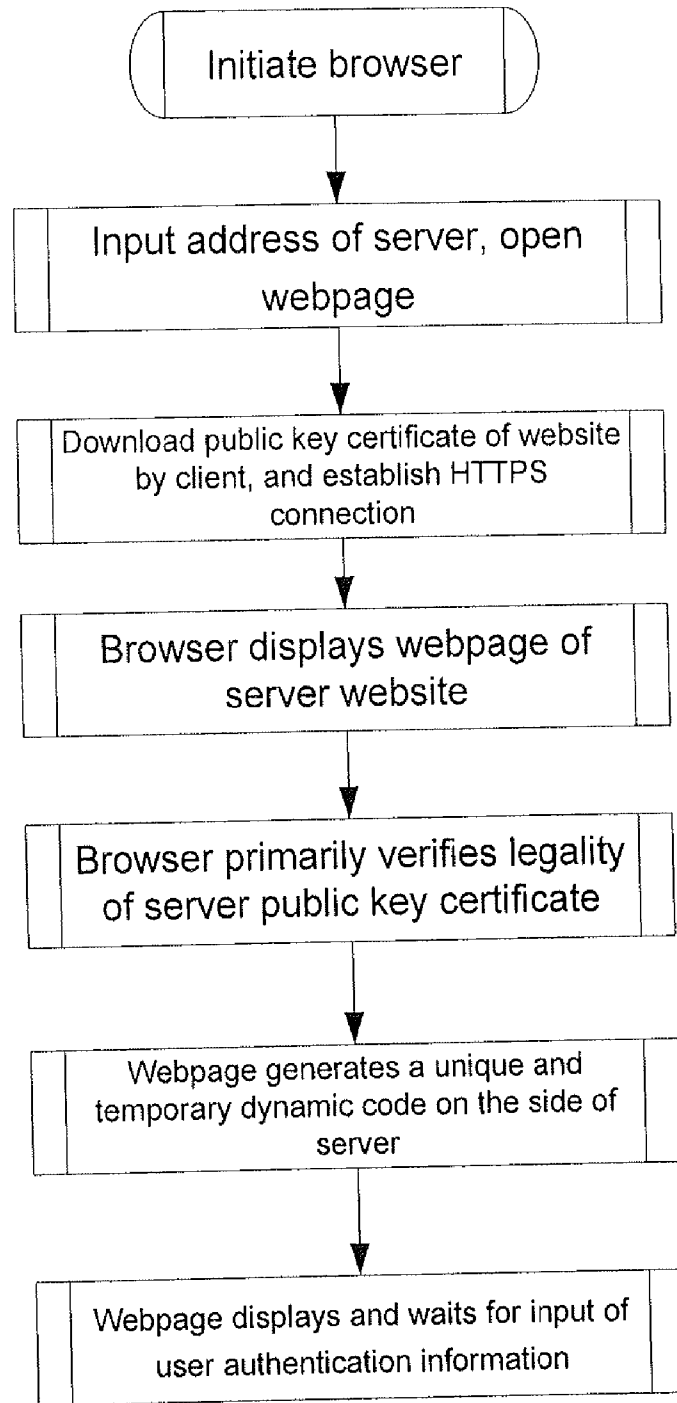 Initiate browser
Input address of server, open
webpage
Download public key certificate of website
by client, and establish HTTPS
connection
Browser displays webpage of
server website
Browser primarily verifies legality
of server public key certificate
Webpage generates a unique and
temporary dynamic code on the side of
server
Webpage displays and waits for input of
user authentication information